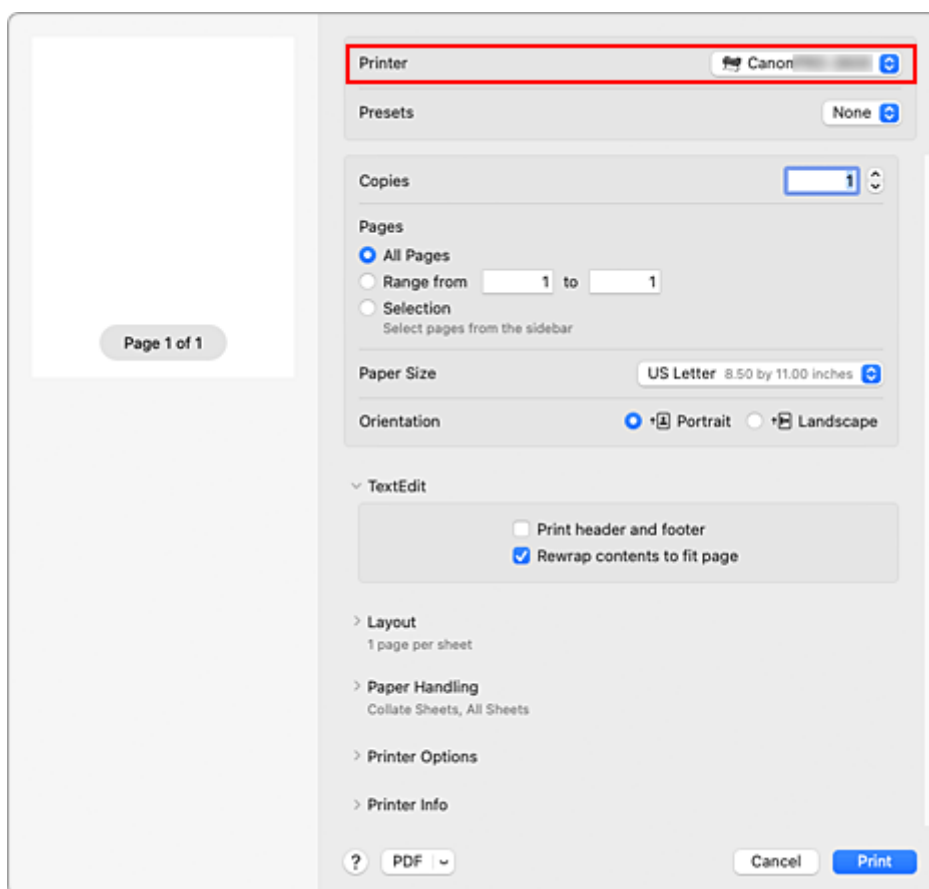 Printer Canon
Presets None
Copies 1
Pages
All Pages
Range from 1 to 1
Selection
Select pages from the sidebar
Page 1 of 1
Paper Size US Letter 8.50 by 11.00 inches
Orientation Portrait Landscape
TextEdit
Print header and footer
Rewrap contents to fit page
Layout
1 page per sheet
Paper Handling
Collate Sheets, All Sheets
Printer Options
Printer Info
? PDF Cancel Print